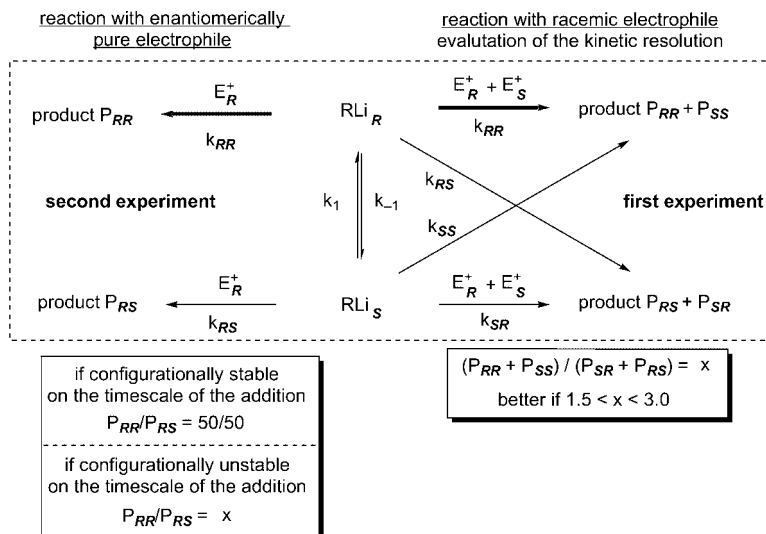 reaction with enantiomerically
pure electrophile
reaction with racemic electrophile
evalutation of the kinetic resolution
product P_RR
E⁺_R
k_RR
RLi_R
E⁺_R + E⁺_S
k_RR
product P_RR + P_SS
second experiment
k₁
k₋₁
k_RS
k_SS
first experiment
product P_RS
E⁺_R
k_RS
RLi_S
E⁺_R + E⁺_S
k_SR
product P_RS + P_SR
if configurationally stable
on the timescale of the addition
P_RR/P_RS = 50/50
if configurationally unstable
on the timescale of the addition
P_RR/P_RS = x
(P_RR + P_SS) / (P_SR + P_RS) = x
better if 1.5 < x < 3.0